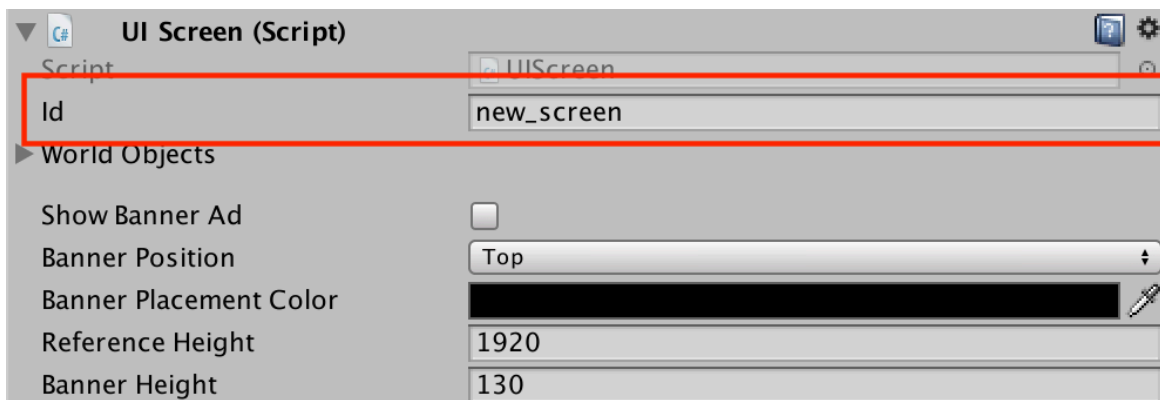 UI Screen (Script)
Script UIScreen
Id new_screen
World Objects
Show Banner Ad
Banner Position Top
Banner Placement Color
Reference Height 1920
Banner Height 130